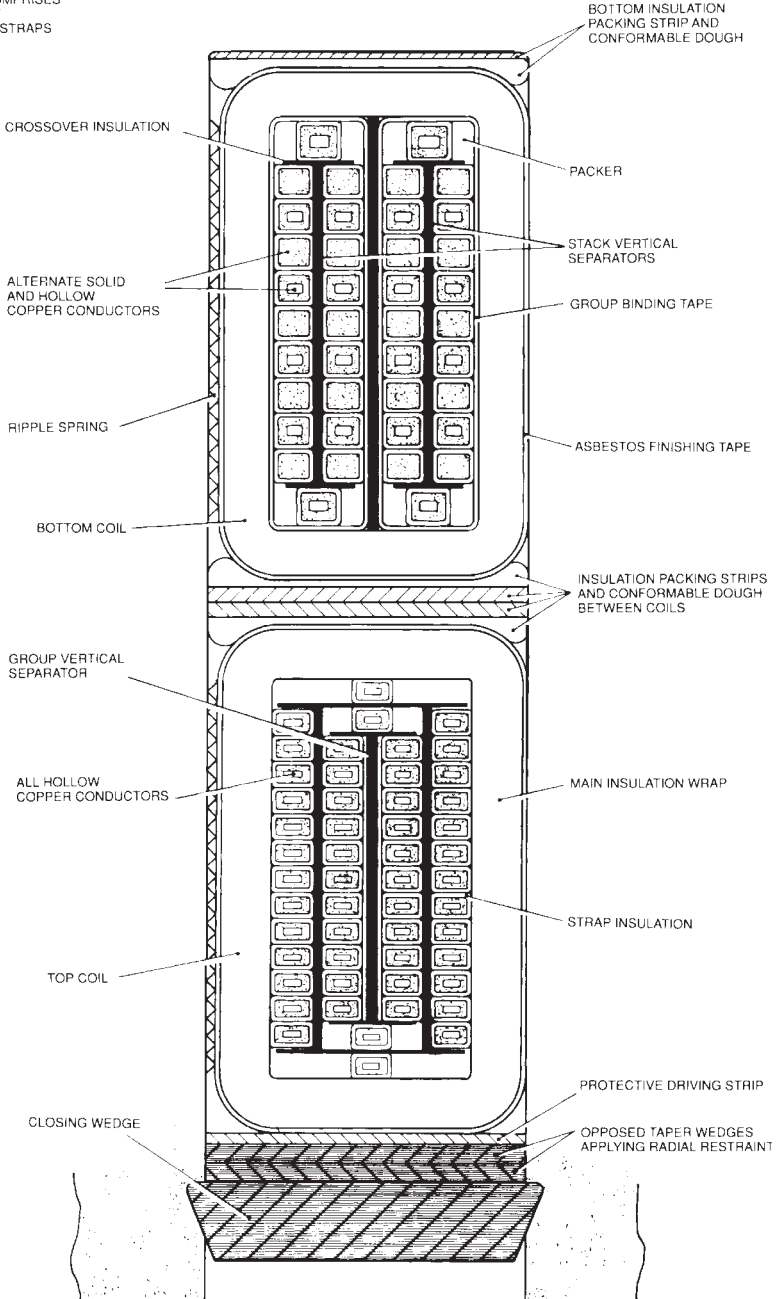 STRAPS
BOTTOM INSULATION
PACKING STRIP AND
CONFORMABLE DOUGH
CROSSOVER INSULATION
PACKER
STACK VERTICAL
SEPARATORS
ALTERNATE SOLID
AND HOLLOW
COPPER CONDUCTORS
GROUP BINDING TAPE
RIPPLE SPRING
ASBESTOS FINISHING TAPE
BOTTOM COIL
INSULATION PACKING STRIPS
AND CONFORMABLE DOUGH
BETWEEN COILS
GROUP VERTICAL
SEPARATOR
ALL HOLLOW
COPPER CONDUCTORS
MAIN INSULATION WRAP
STRAP INSULATION
TOP COIL
PROTECTIVE DRIVING STRIP
CLOSING WEDGE
OPPOSED TAPER WEDGES
APPLYING RADIAL RESTRAINT